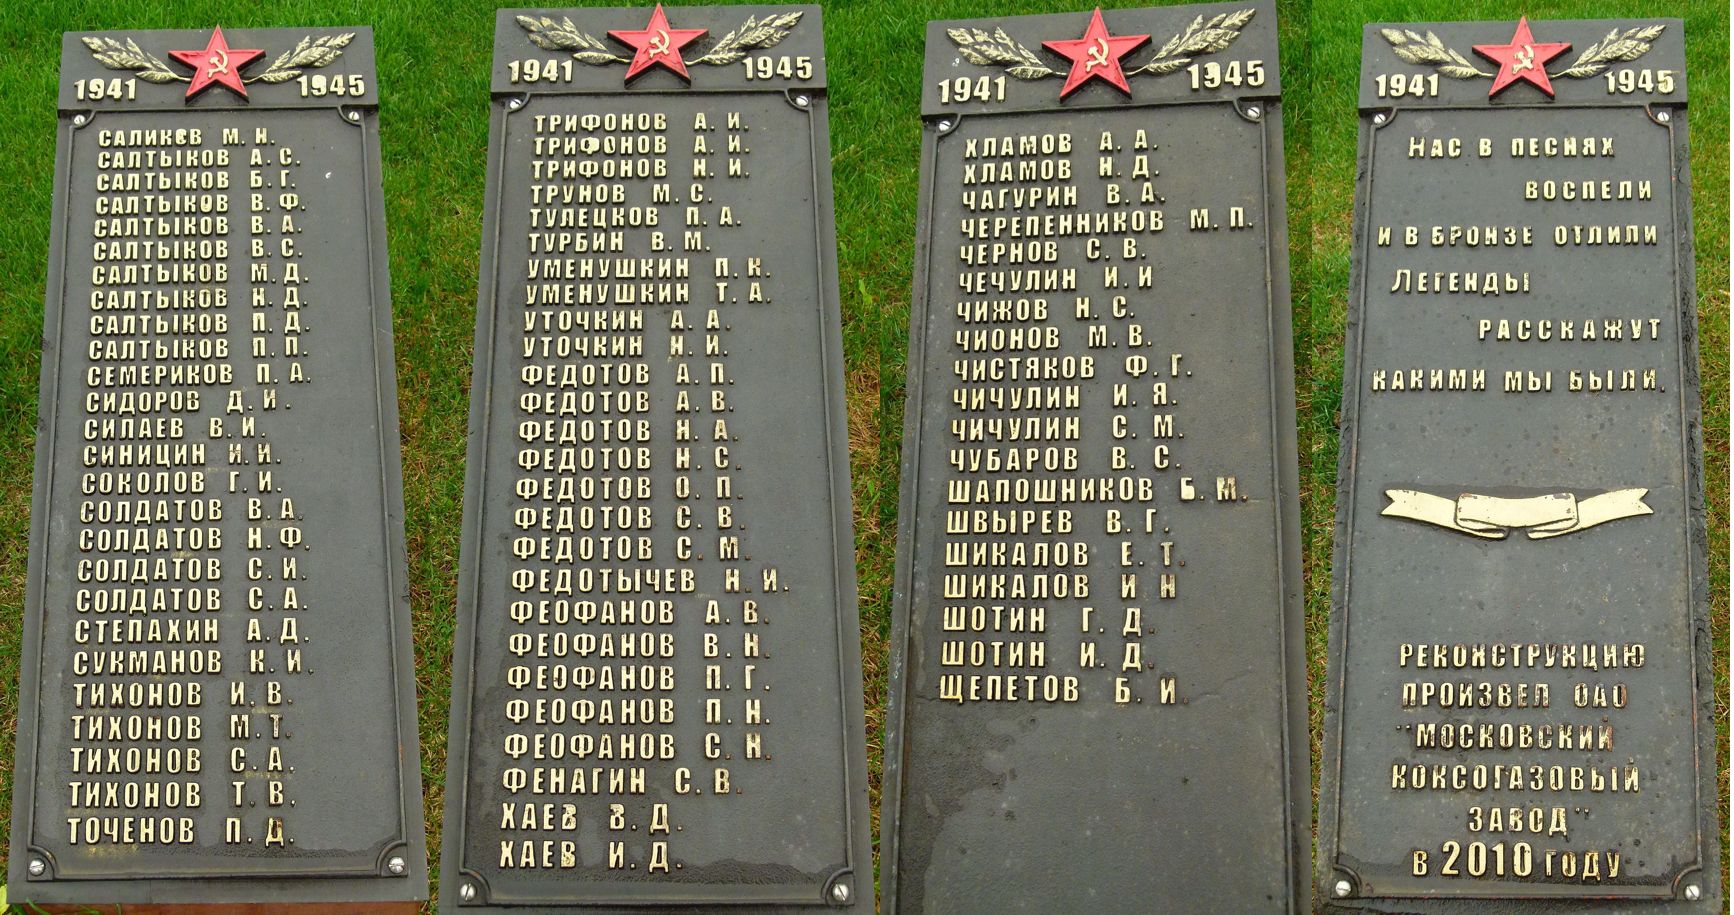 1941 1945
САЛИКОВ М. Н.
САЛТЫКОВ А. С.
САЛТЫКОВ Б. Г.
САЛТЫКОВ В. Ф.
САЛТЫКОВ В. А.
САЛТЫКОВ В. С.
САЛТЫКОВ М. Д.
САЛТЫКОВ Н. Д.
САЛТЫКОВ П. Д.
САЛТЫКОВ П. П.
СЕМЕРИКОВ П. А.
СИДОРОВ Д. И.
СИЛАЕВ В. И.
СИНИЦИН И. И.
СОКОЛОВ Г. И.
СОЛДАТОВ В. А.
СОЛДАТОВ Н. Ф.
СОЛДАТОВ С. И.
СОЛДАТОВ С. А.
СТЕПАХИН А. Д.
СУКМАНОВ К. И.
ТИХОНОВ И. В.
ТИХОНОВ М. Т.
ТИХОНОВ С. А.
ТИХОНОВ Т. В.
ТОЧЕНОВ П. Д.
1941 1945
ТРИФОНОВ А. И.
ТРИФОНОВ А. И.
ТРИФОНОВ Н. И.
ТРУНОВ М. С.
ТУЛЕЦКОВ П. А.
ТУРБИН В. М.
УМЕНУШКИН П. К.
УМЕНУШКИН Т. А.
УТОЧКИН А. А.
УТОЧКИН Н. И.
ФЕДОТОВ А. П.
ФЕДОТОВ А. В.
ФЕДОТОВ Н. А.
ФЕДОТОВ Н. С.
ФЕДОТОВ О. П.
ФЕДОТОВ С. В.
ФЕДОТОВ С. М.
ФЕДОТЫЧЕВ Н. И.
ФЕОФАНОВ А. В.
ФЕОФАНОВ В. Н.
ФЕОФАНОВ П. Г.
ФЕОФАНОВ П. Н.
ФЕОФАНОВ С. Н.
ФЕНАГИН С. В.
ХАЕВ В. Д.
ХАЕВ И. Д.
1941 1945
ХЛАМОВ А. А.
ХЛАМОВ Н. Д.
ЧАГУРИН В. А.
ЧЕРЕПЕННИКОВ М. П.
ЧЕРНОВ С. В.
ЧЕЧУЛИН И. И
ЧИЖОВ Н. С.
ЧИОНОВ М. В.
ЧИСТЯКОВ Ф. Г.
ЧИЧУЛИН И. Я.
ЧИЧУЛИН С. М.
ЧУБАРОВ В. С.
ШАПОШНИКОВ Б. М.
ШВЫРЕВ В. Г.
ШИКАЛОВ Е. Т.
ШИКАЛОВ И Н
ШОТИН Г. Д.
ШОТИН И. Д.
ЩЕПЕТОВ Б. И.
1941 1945
НАС В ПЕСНЯХ
ВОСПЕЛИ
И В БРОНЗЕ ОТЛИЛИ
ЛЕГЕНДЫ
РАССКАЖУТ
КАКИМИ МЫ БЫЛИ.
РЕКОНСТРУКЦИЮ
ПРОИЗВЕЛ ОАО
"МОСКОВСКИЙ
КОКСОГАЗОВЫЙ
ЗАВОД"
В 2010 ГОДУ